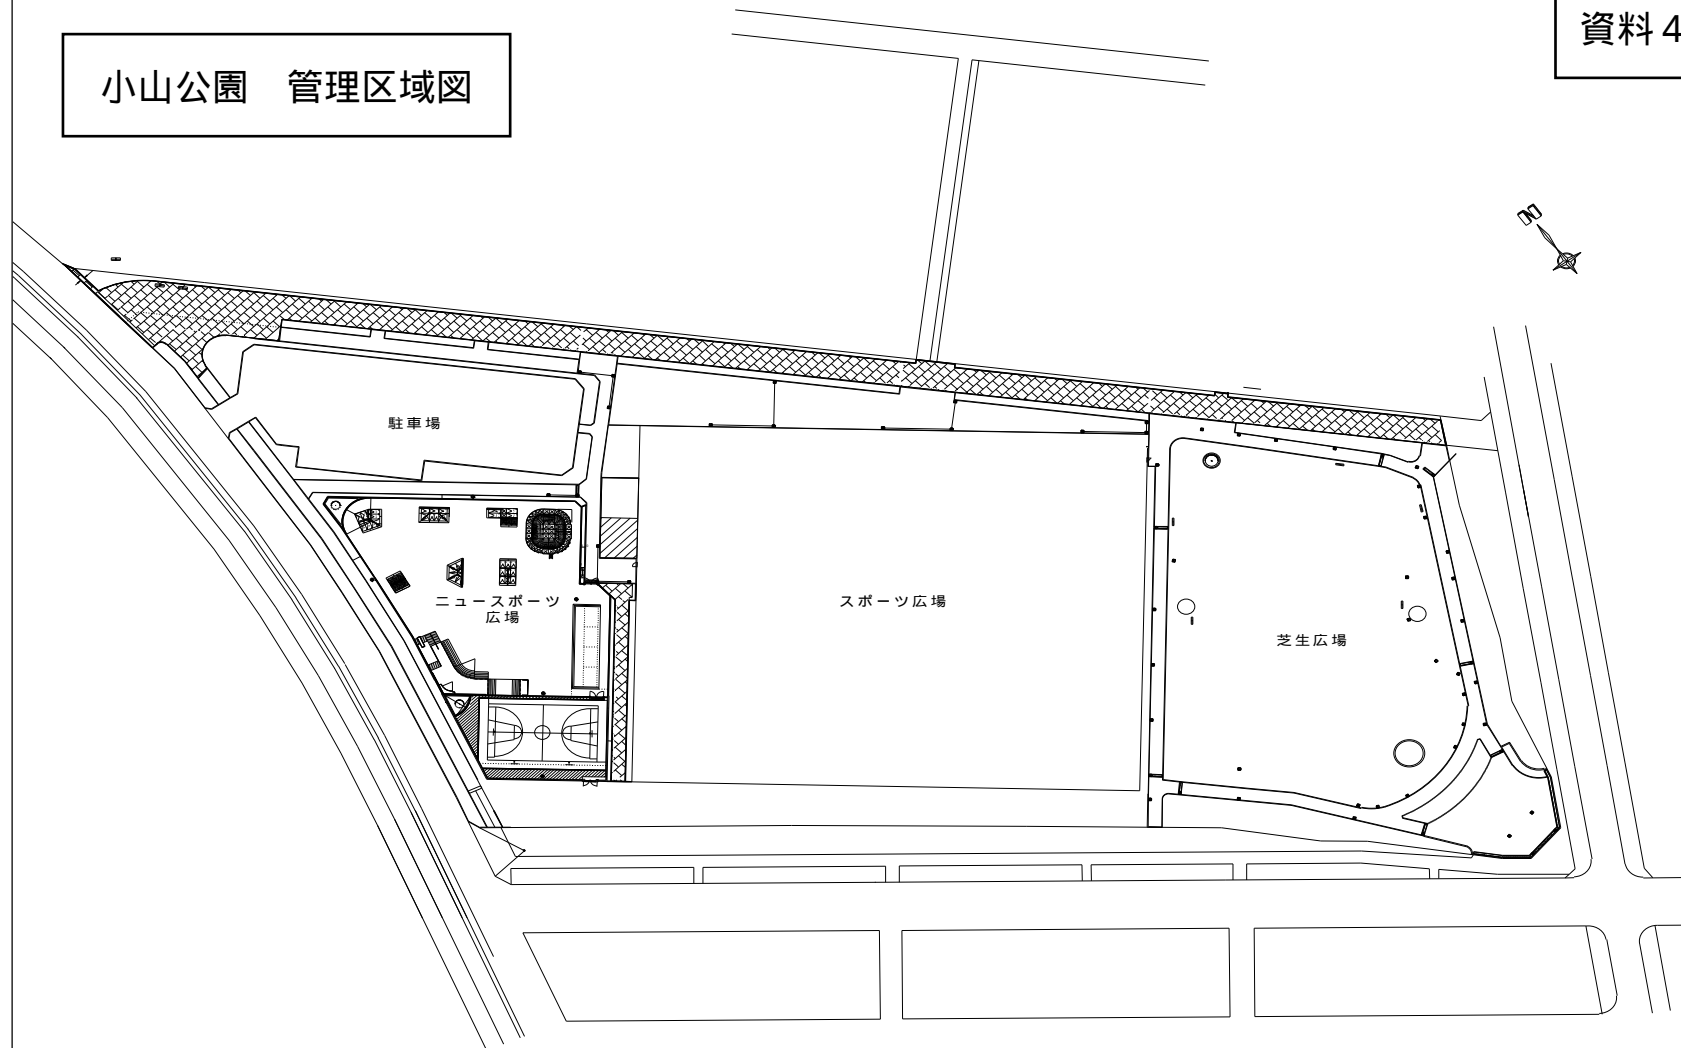 資料４
小山公園　管理区域図
N
駐車場
ニュースポーツ
広場
スポーツ広場
芝生広場